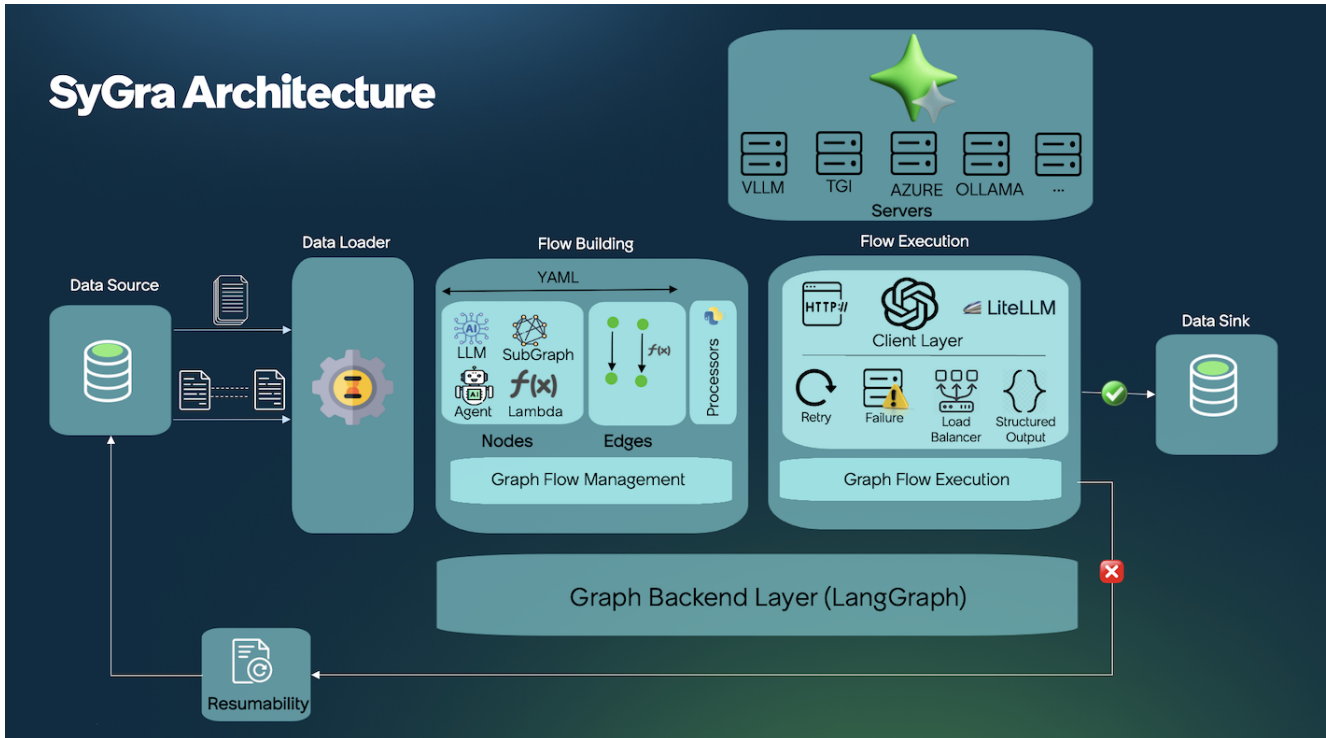 SyGra Architecture
VLLM
TGI
AZURE
OLLAMA
...
Servers
Data Source
Data Loader
Flow Building
YAML
AI
LLM
SubGraph
AI
Agent
f(x)
Lambda
Nodes
f(x)
Edges
Processors
Graph Flow Management
Flow Execution
HTTP://
LiteLLM
Client Layer
Retry
Failure
Load
Balancer
Structured
Output
Graph Flow Execution
Data Sink
Graph Backend Layer (LangGraph)
Resumability